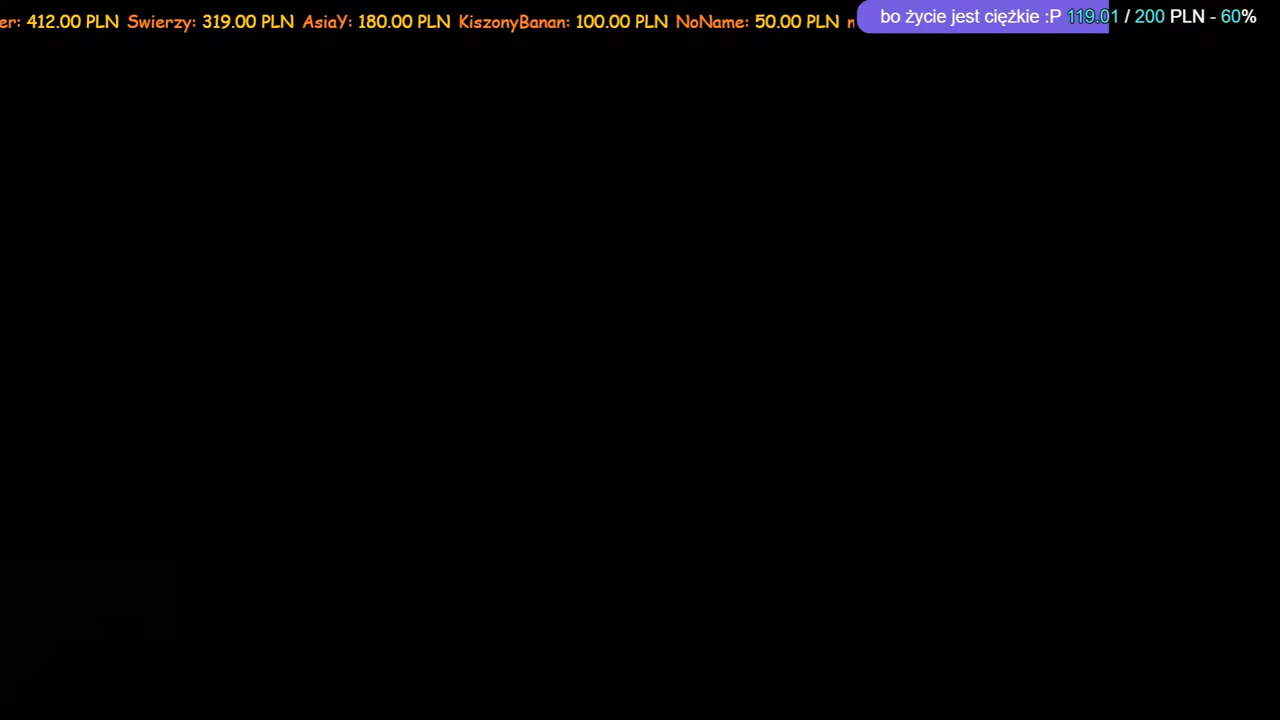 er: 412.00 PLN Swierzy: 319.00 PLN AsiaY: 180.00 PLN KiszonyBanan: 100.00 PLN NoName: 50.00 PLN
bo życie jest ciężkie :P 119.01 / 200 PLN - 60%